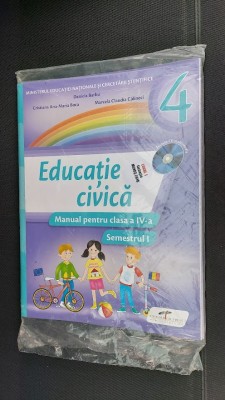 MINISTERUL EDUCAȚIEI NAȚIONALE ȘI CERCETĂRII ȘTIINȚIFICE
Daniela Barbu
Cristiana Ana-Maria Boca
Marcela Claudia Călineci
4
Educație
civică
Manual pentru clasa a IV-a
Semestrul I